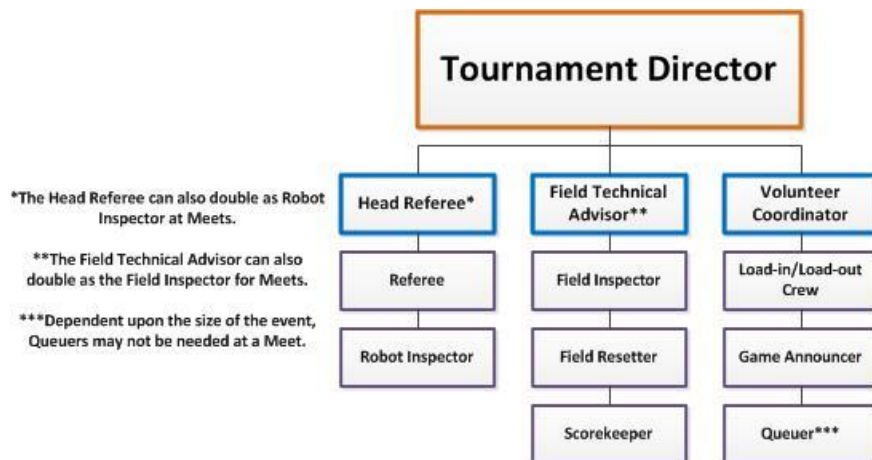 Tournament Director
*The Head Referee can also double as Robot
Inspector at Meets.
**The Field Technical Advisor can also
double as the Field Inspector for Meets.
***Dependent upon the size of the event,
Queuers may not be needed at a Meet.
Head Referee*
Referee
Robot Inspector
Field Technical
Advisor**
Field Inspector
Field Resetter
Scorekeeper
Volunteer
Coordinator
Load-in/Load-out
Crew
Game Announcer
Queuer***